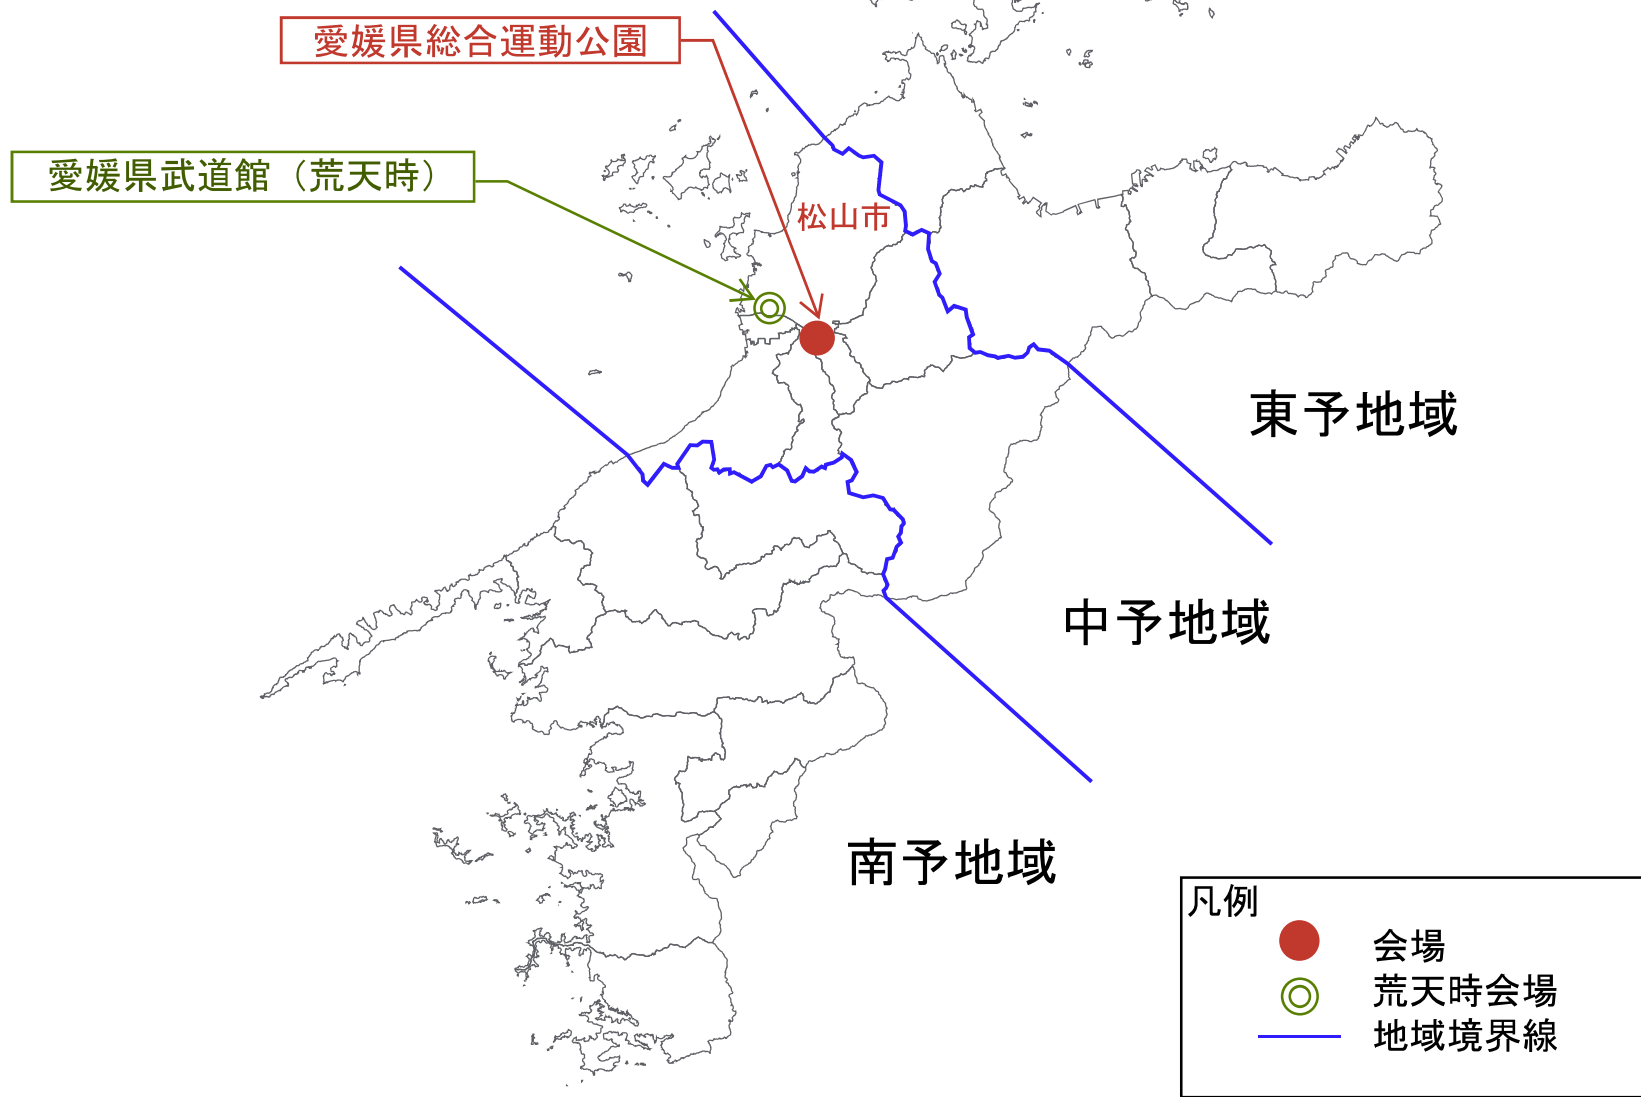 愛媛県総合運動公園
愛媛県武道館（荒天時）
松山市
東予地域
中予地域
南予地域
凡例
会場
荒天時会場
地域境界線